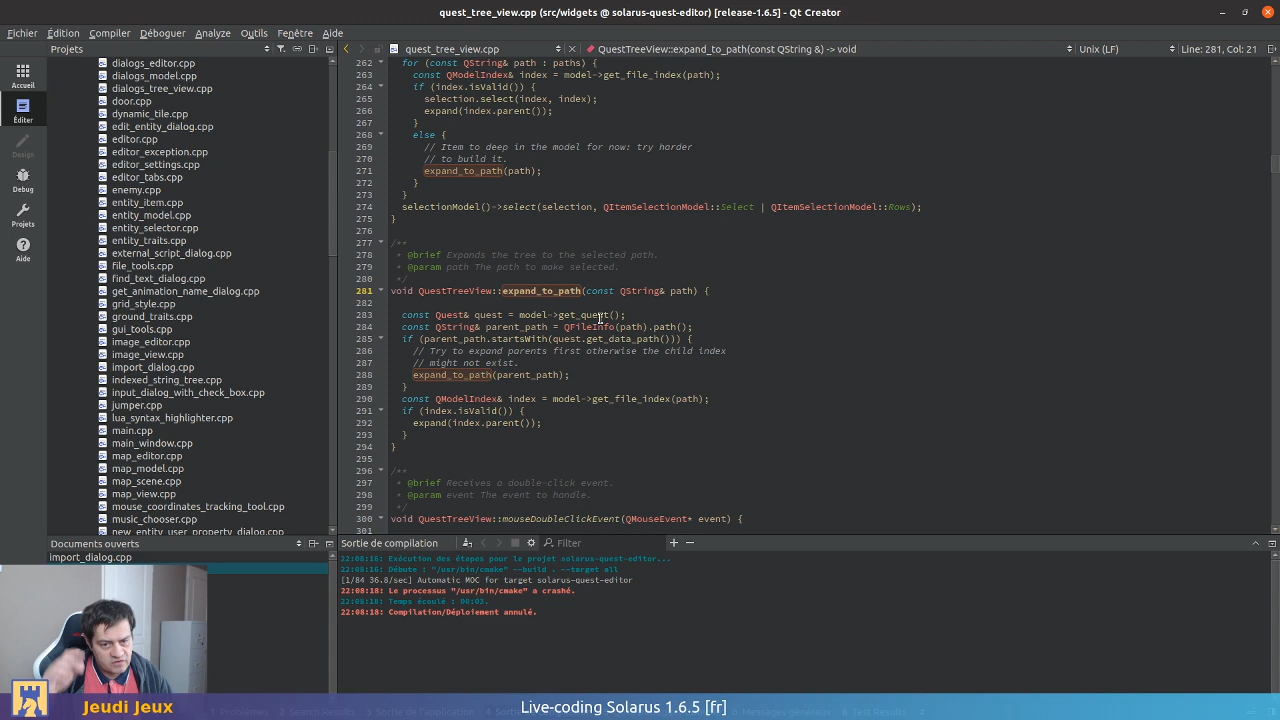 quest_tree_view.cpp (src/widgets @ solarus-quest-editor) [release-1.6.5] - Qt Creator
Fichier Édition Compiler Déboguer Analyze Outils Fenêtre Aide
Projets
quest_tree_view.cpp
QuestTreeView::expand_to_path(const QString &) -> void
Unix (LF)
Line: 281, Col: 21
Accueil
Éditer
Design
Debug
Projets
Aide
dialogs_editor.cpp
dialogs_model.cpp
dialogs_tree_view.cpp
door.cpp
dynamic_tile.cpp
edit_entity_dialog.cpp
editor.cpp
editor_exception.cpp
editor_settings.cpp
editor_tabs.cpp
enemy.cpp
entity_item.cpp
entity_model.cpp
entity_selector.cpp
entity_traits.cpp
external_script_dialog.cpp
file_tools.cpp
find_text_dialog.cpp
get_animation_name_dialog.cpp
grid_style.cpp
ground_traits.cpp
gui_tools.cpp
image_editor.cpp
image_view.cpp
import_dialog.cpp
indexed_string_tree.cpp
input_dialog_with_check_box.cpp
jumper.cpp
lua_syntax_highlighter.cpp
main.cpp
main_window.cpp
map_editor.cpp
map_model.cpp
map_scene.cpp
map_view.cpp
mouse_coordinates_tracking_tool.cpp
music_chooser.cpp
new_entity_user_property_dialog.cpp
Documents ouverts
import_dialog.cpp
262 for (const QString& path : paths) {
263 const QModelIndex& index = model->get_file_index(path);
264 if (index.isValid()) {
265 selection.select(index, index);
266 expand(index.parent());
267 }
268 else {
269 // Item to deep in the model for now: try harder
270 // to build it.
271 expand_to_path(path);
272 }
273 }
274 selectionModel()->select(selection, QItemSelectionModel::Select | QItemSelectionModel::Rows);
275 }
276
277 /**
278 * @brief Expands the tree to the selected path.
279 * @param path The path to make selected.
280 */
281 void QuestTreeView::expand_to_path(const QString& path) {
282
283 const Quest& quest = model->get_quest();
284 const QString& parent_path = QFileInfo(path).path();
285 if (parent_path.startsWith(quest.get_data_path())) {
286 // Try to expand parents first otherwise the child index
287 // might not exist.
288 expand_to_path(parent_path);
289 }
290 const QModelIndex& index = model->get_file_index(path);
291 if (index.isValid()) {
292 expand(index.parent());
293 }
294 }
295
296 /**
297 * @brief Receives a double-click event.
298 * @param event The event to handle.
299 */
300 void QuestTreeView::mouseDoubleClickEvent(QMouseEvent* event) {
301
Sortie de compilation
Filter
22:08:16: Exécution des étapes pour le projet solarus-quest-editor...
22:08:16: Débute : "/usr/bin/cmake" --build . --target all
[1/84 36.8/sec] Automatic MOC for target solarus-quest-editor
22:08:18: Le processus "/usr/bin/cmake" a crashé.
22:08:18: Temps écoulé : 00:03.
22:08:18: Compilation/Déploiement annulé.
Jeudi Jeux
Live-coding Solarus 1.6.5 [fr]